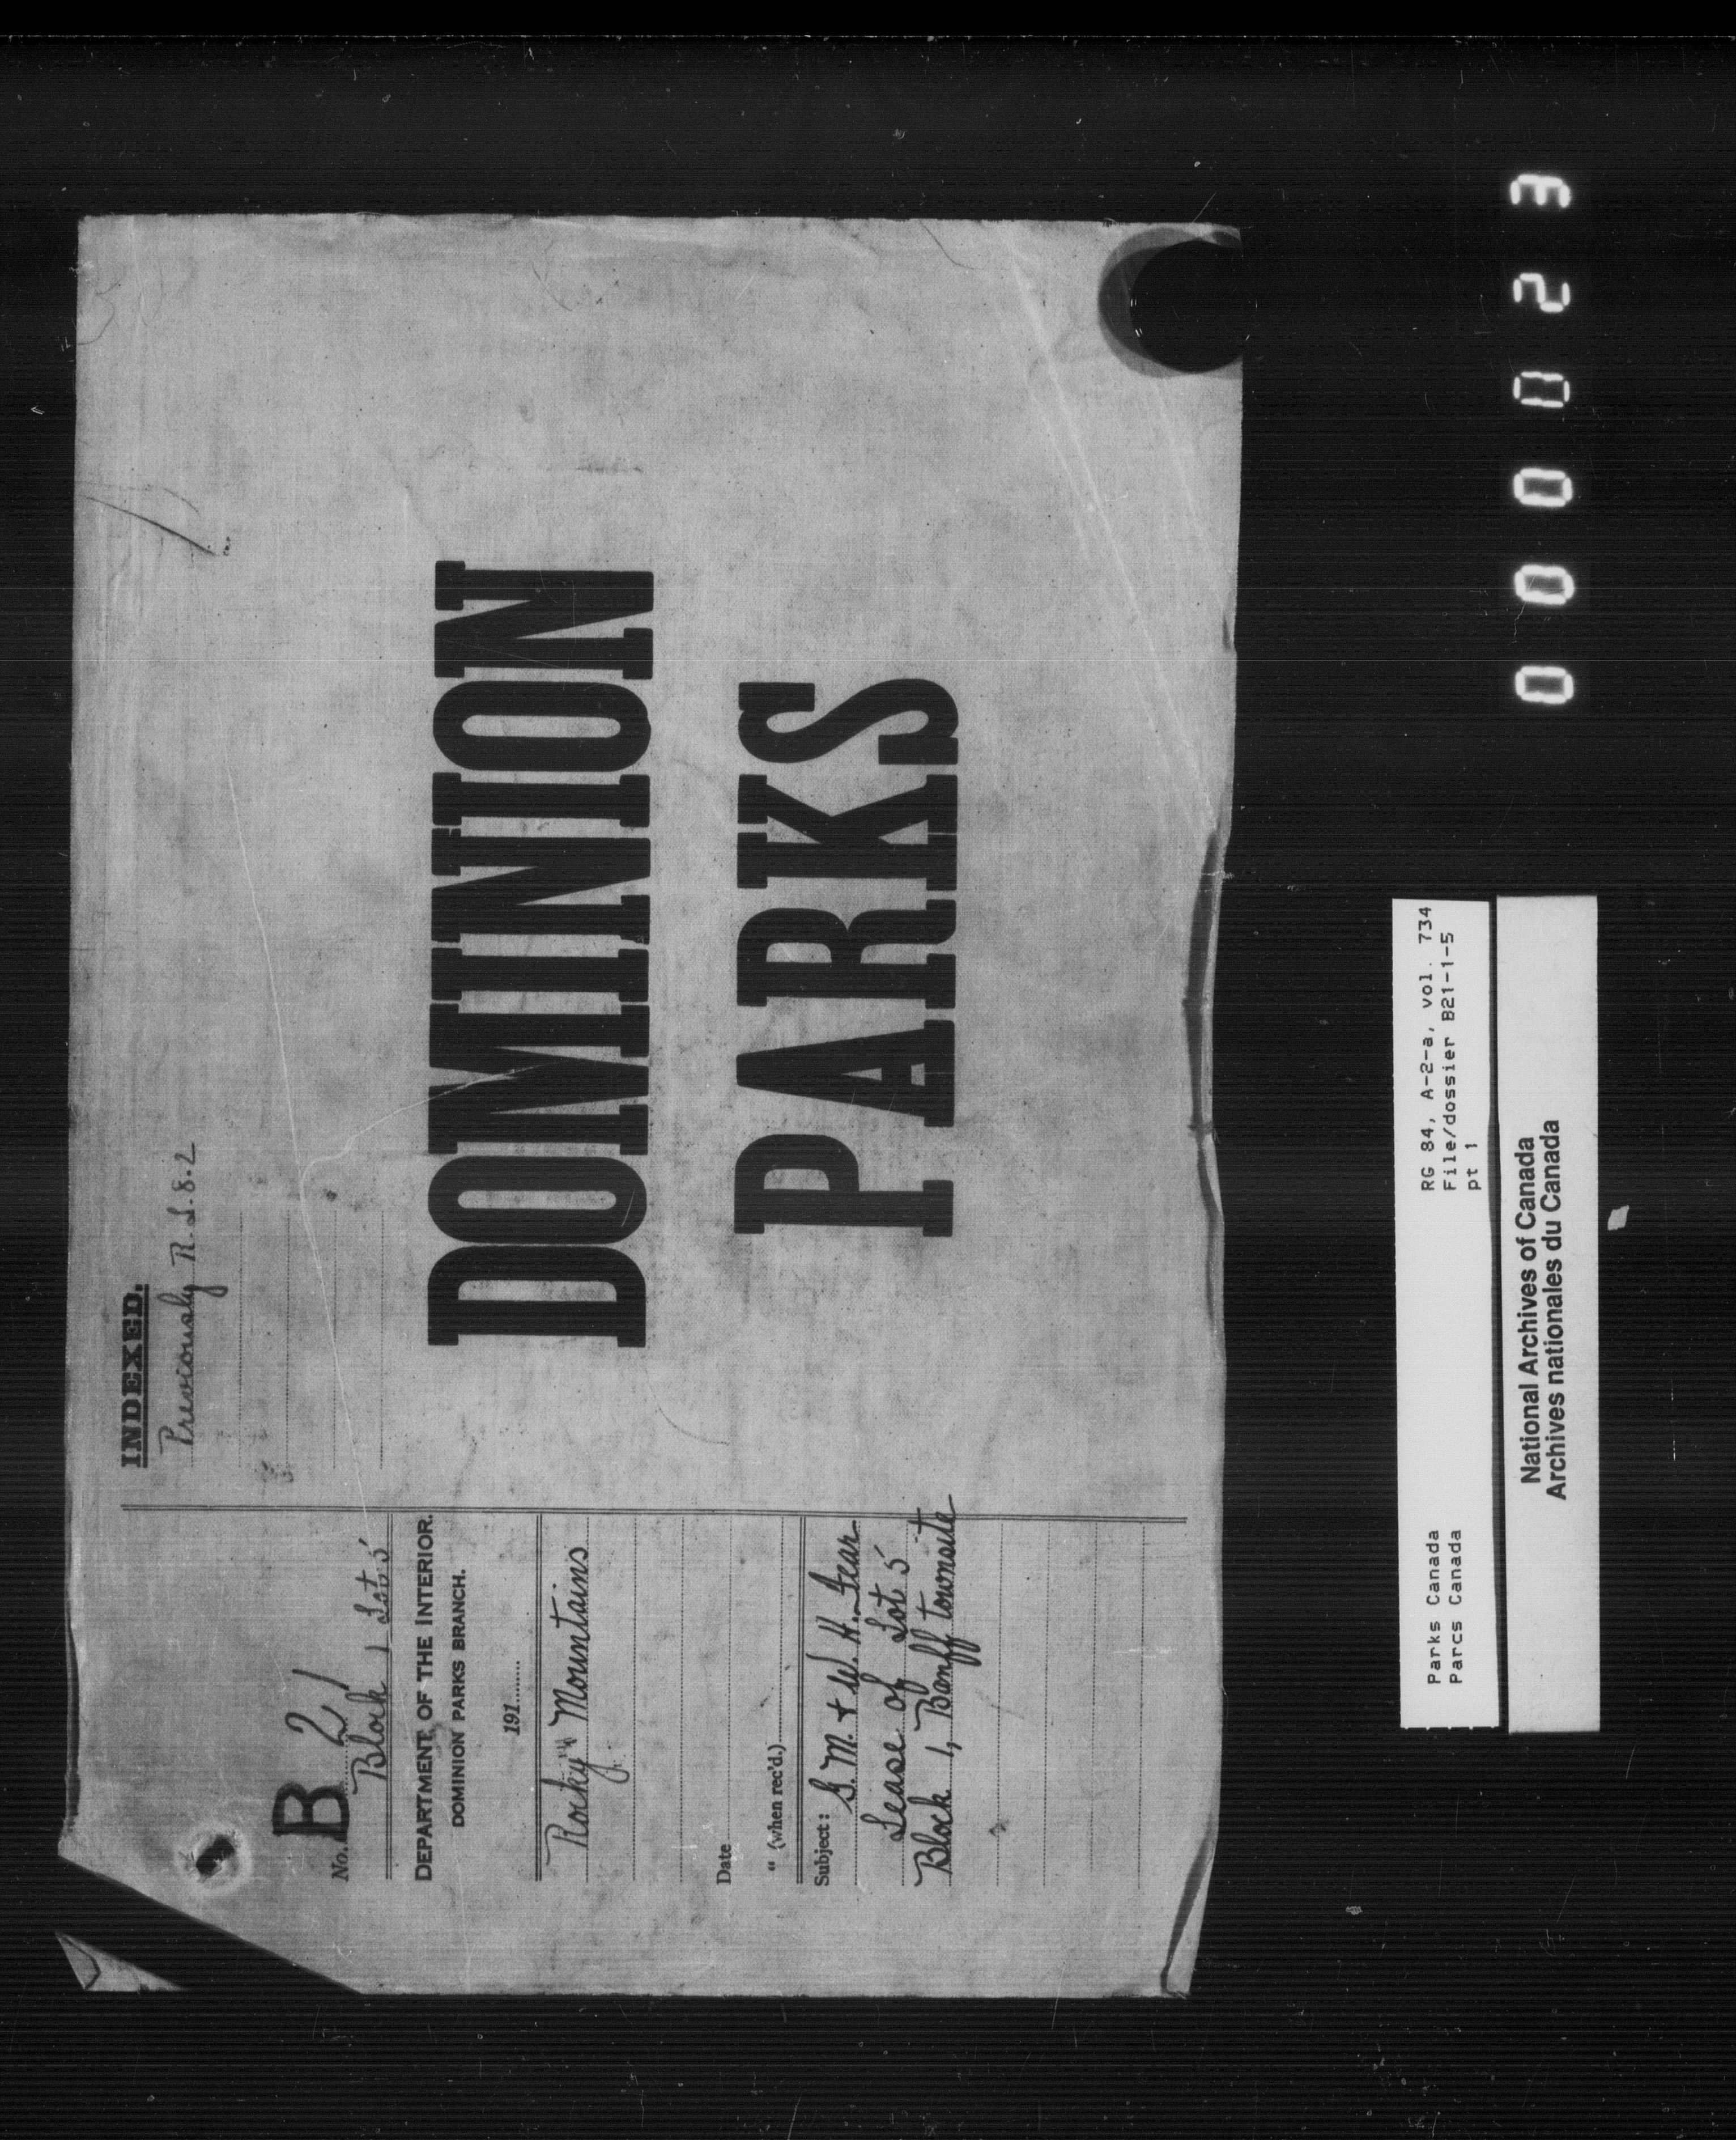 INDEXED.
Previously R.S.8.2
No. B 21
Block 1 Lot 5
DEPARTMENT OF THE INTERIOR.
DOMINION PARKS BRANCH.
191........
Rocky Mountains
Date
" (when rec'd.)
Subject: S. M. & W. H. Fear
Lease of Lot 5
Block 1, Banff townsite
DOMINION
PARKS
Parks Canada
Parcs Canada
RG 84, A-2-a, vol. 734
File/dossier B21-1-5
pt 1
National Archives of Canada
Archives nationales du Canada
000023